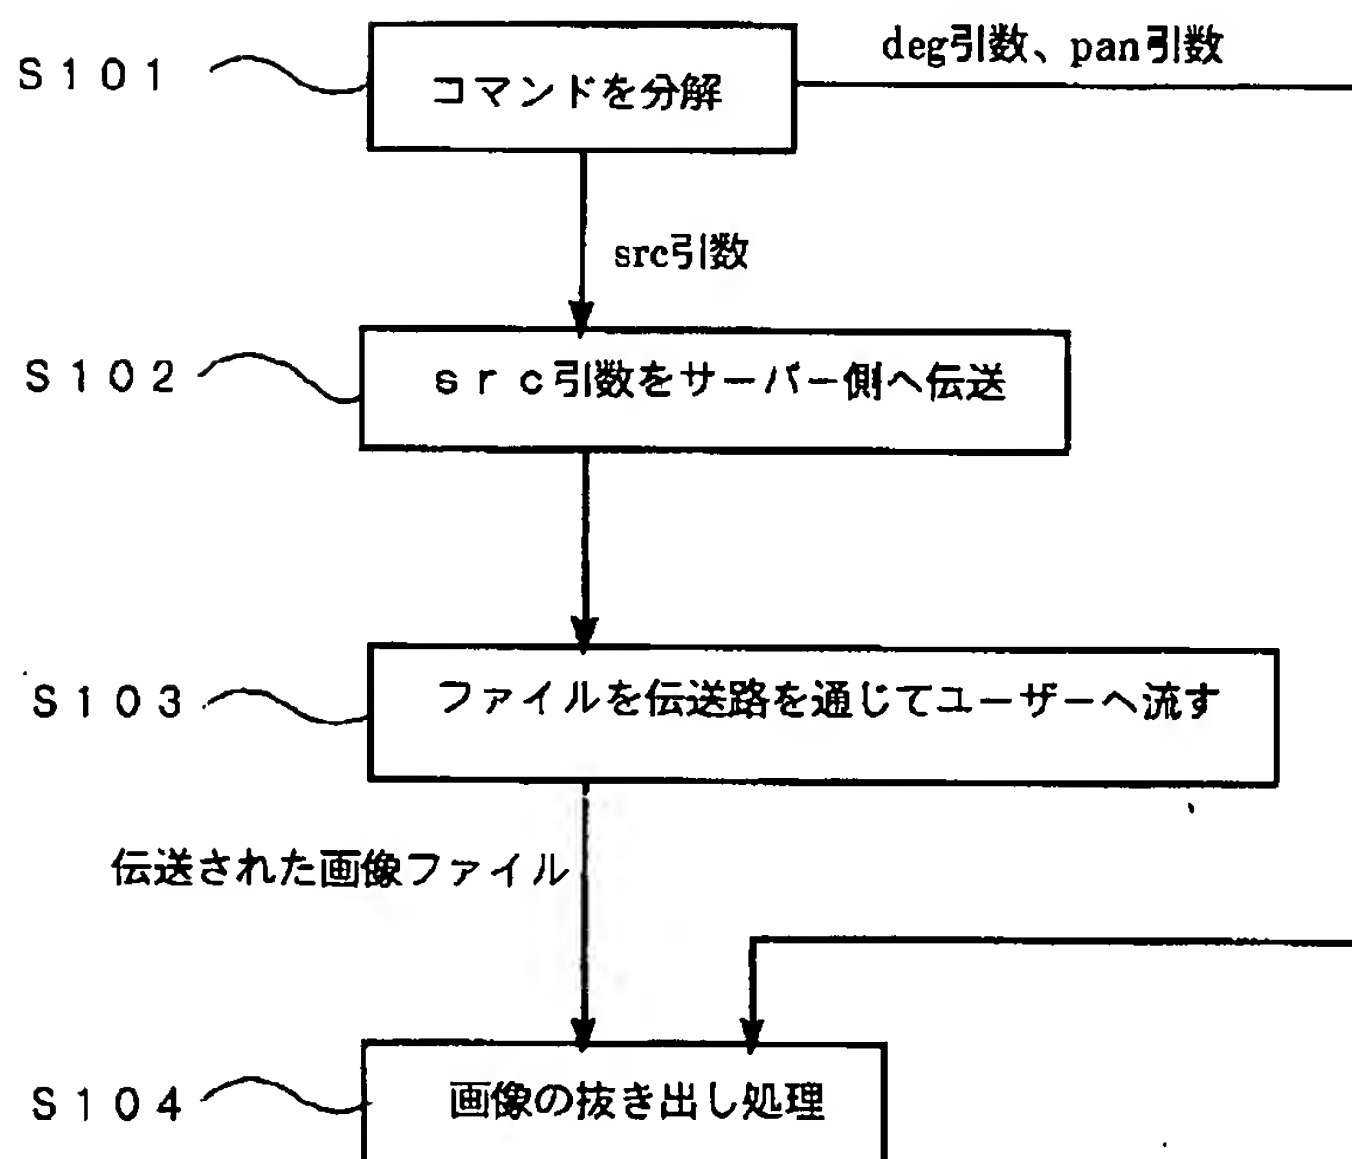 S101
コマンドを分解
deg引数、pan引数
src引数
S102
src引数をサーバー側へ伝送
S103
ファイルを伝送路を通じてユーザーへ流す
伝送された画像ファイル
S104
画像の抜き出し処理